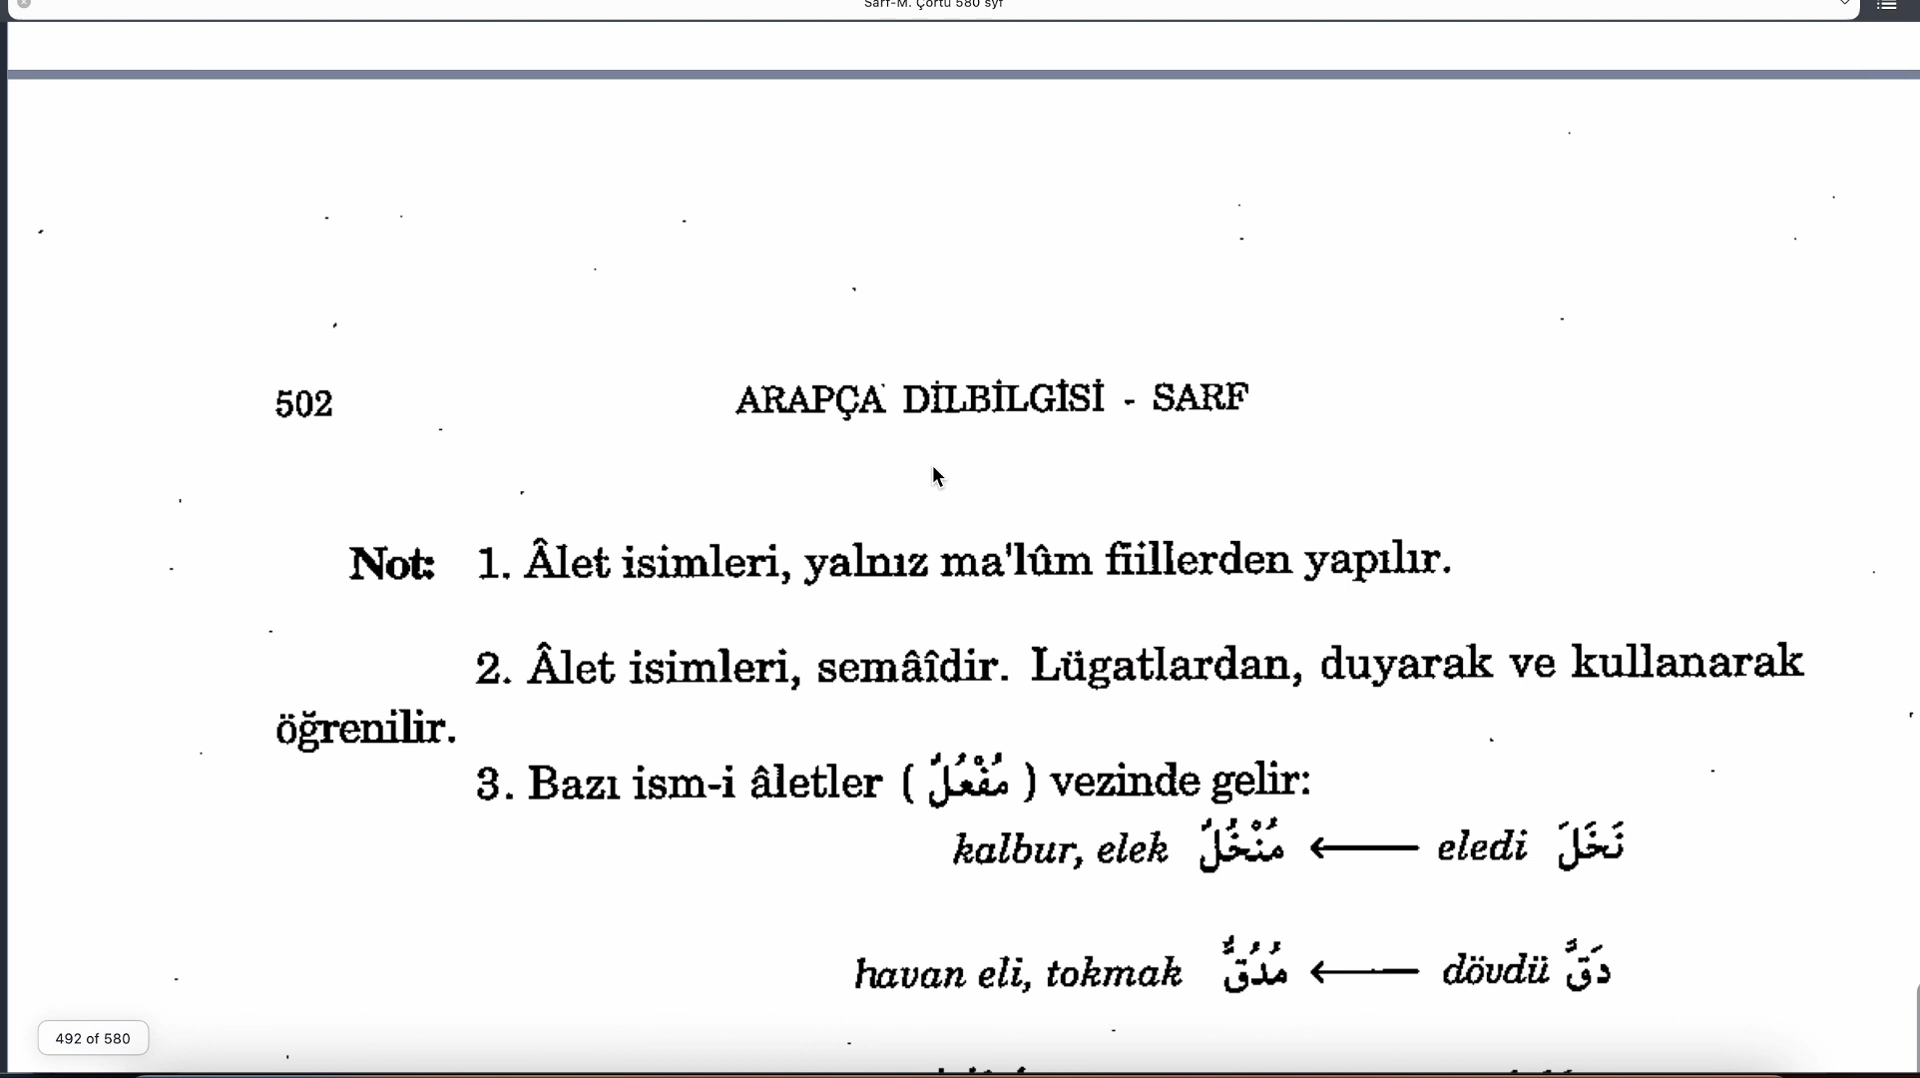 Sarf-M. Çörtü 580 syf
502 ARAPÇA DİLBİLGİSİ - SARF
Not: 1. Âlet isimleri, yalnız ma'lûm fiillerden yapılır.
2. Âlet isimleri, semâîdir. Lügatlardan, duyarak ve kullanarak
öğrenilir.
3. Bazı ism-i âletler ( مُفْعُلٌ ) vezinde gelir:
kalbur, elek مُنْخُلٌ ← eledi نَخَلَ
havan eli, tokmak مُدُقٌّ ← dövdü دَقَّ
492 of 580